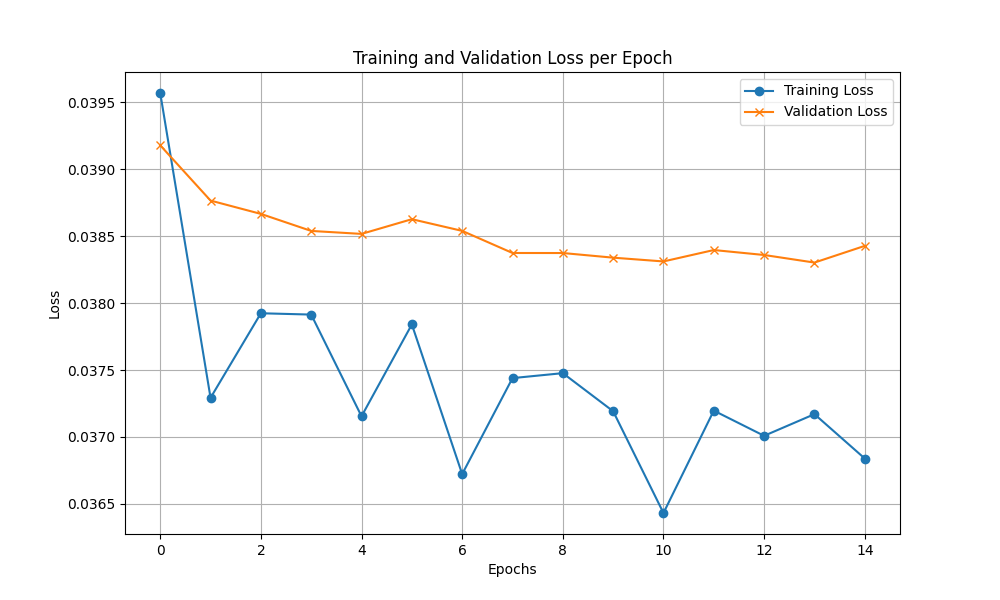 Training and Validation Loss per Epoch
Training Loss
Validation Loss
Loss
0.0395
0.0390
0.0385
0.0380
0.0375
0.0370
0.0365
0 2 4 6 8 10 12 14
Epochs